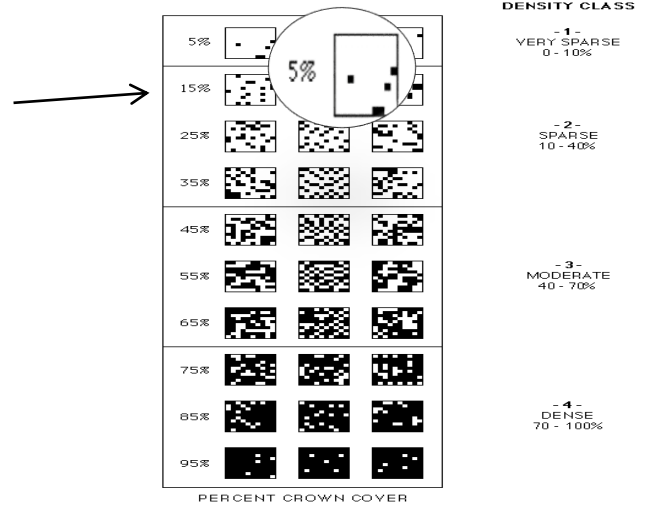 DENSITY CLASS
5%
5%
- 1 -
VERY SPARSE
0 - 10%
15%
25%
- 2 -
SPARSE
10 - 40%
35%
45%
55%
- 3 -
MODERATE
40 - 70%
65%
75%
85%
- 4 -
DENSE
70 - 100%
95%
PERCENT CROWN COVER